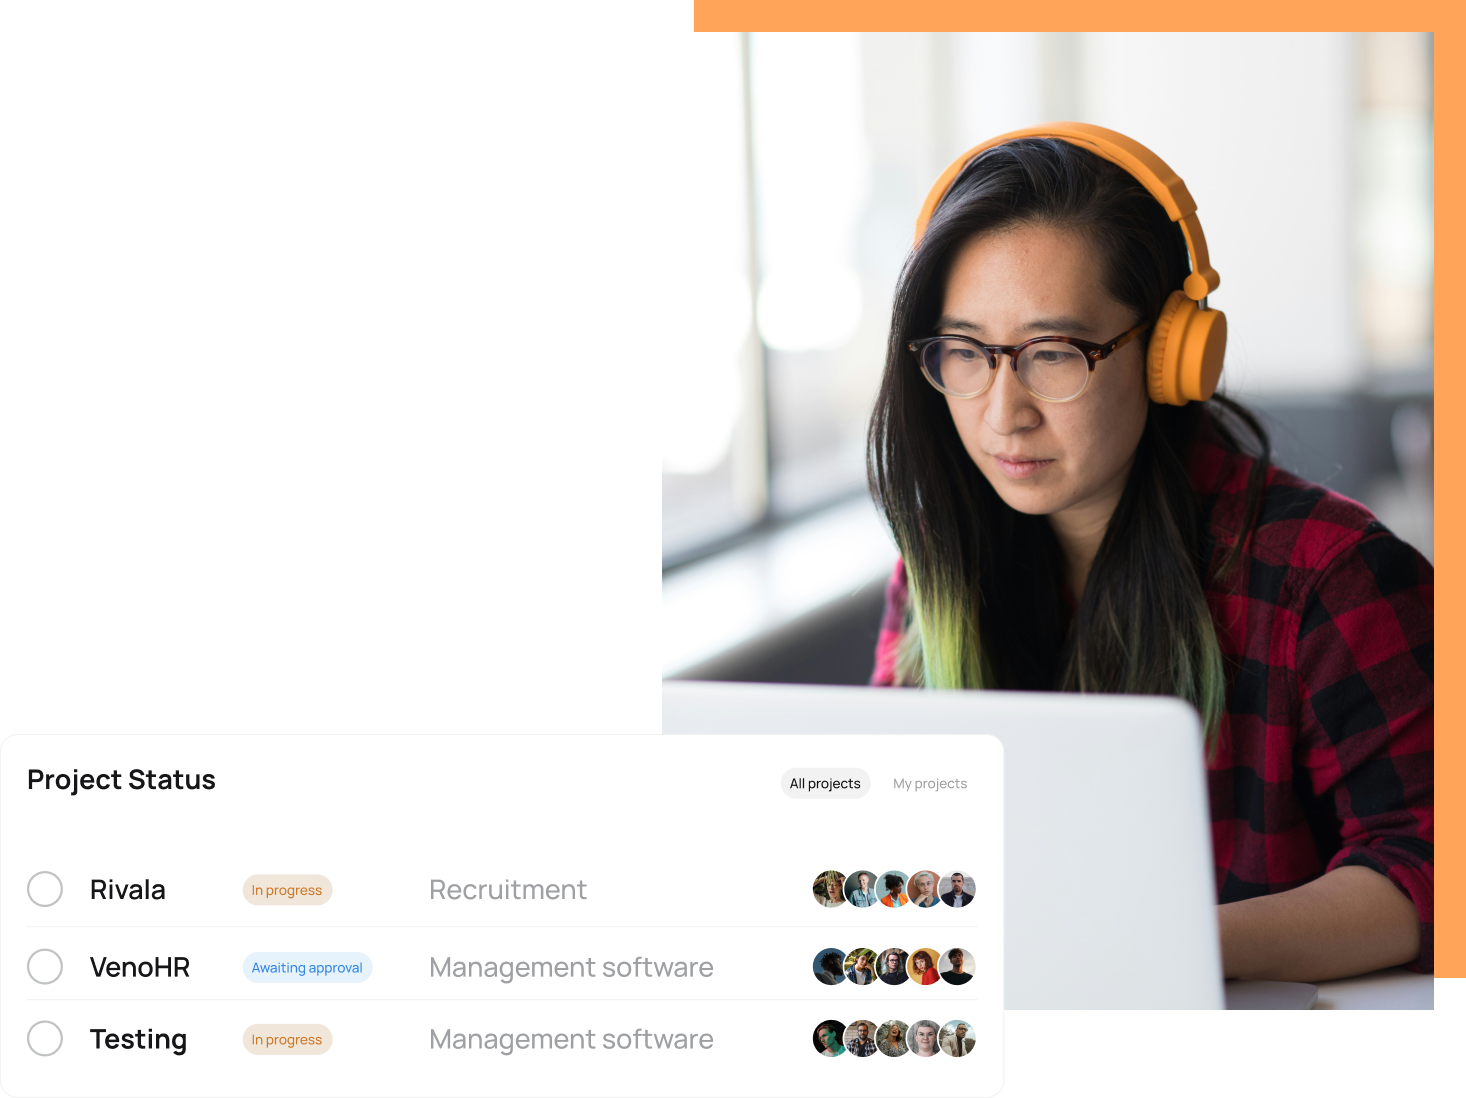 Project Status
All projects
My projects
Rivala
In progress
Recruitment
VenoHR
Awaiting approval
Management software
Testing
In progress
Management software